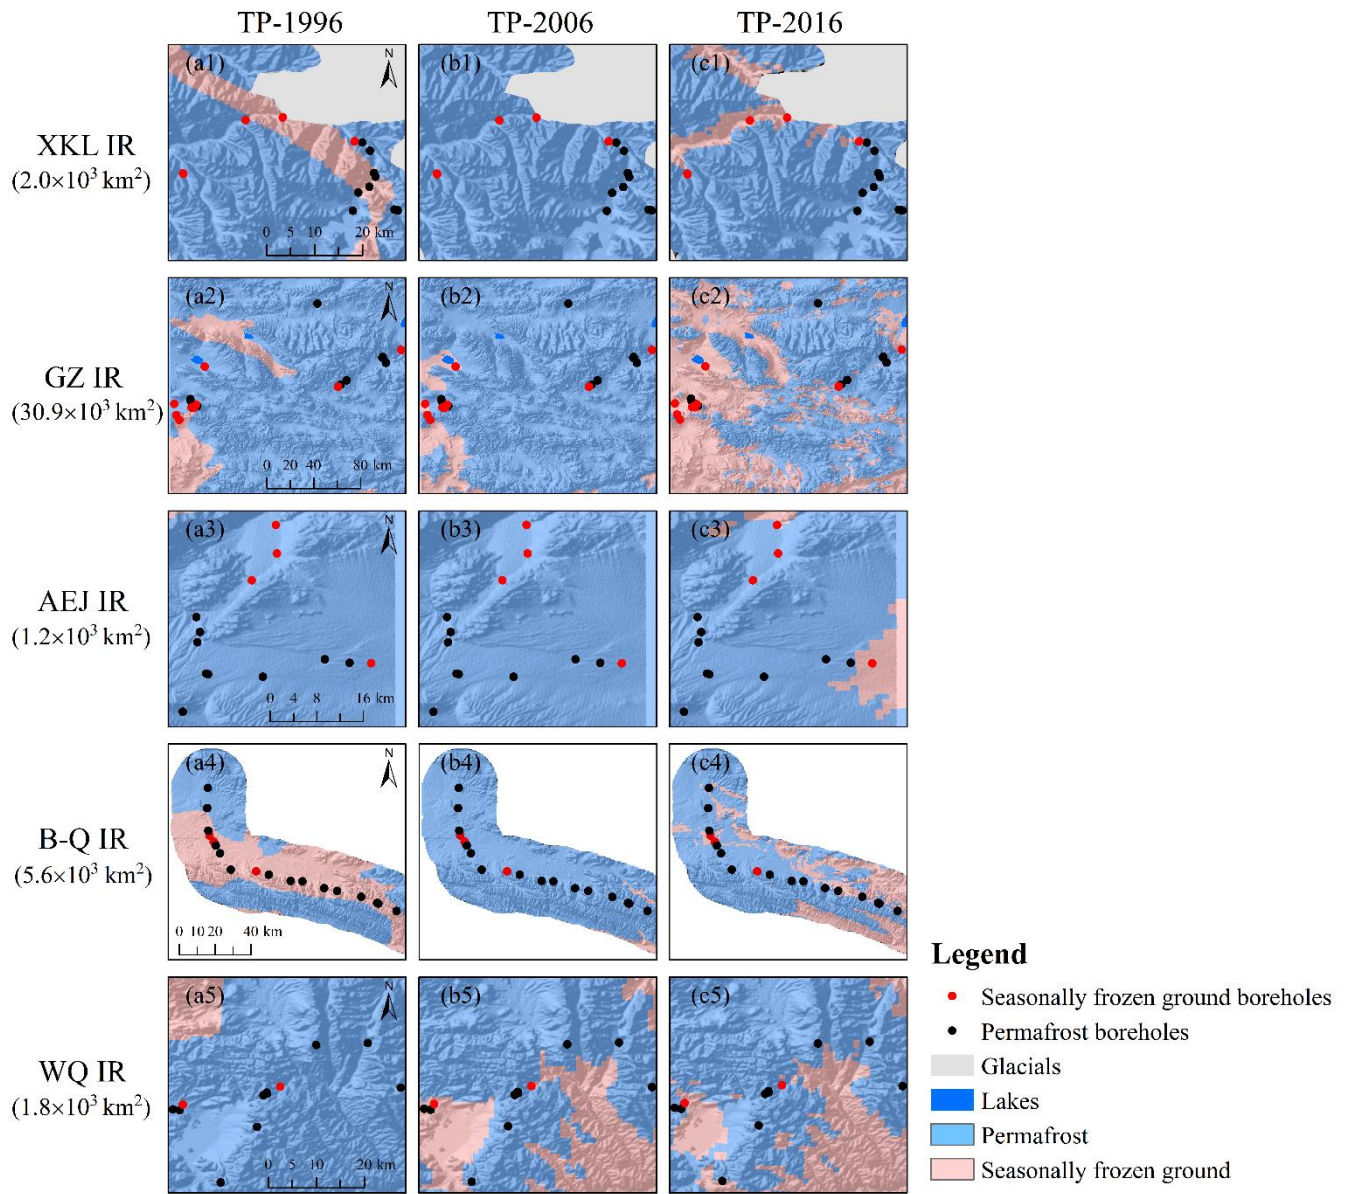 TP-1996 TP-2006 TP-2016
(a1) N (b1) (c1)
XKL IR
(2.0×10³ km²)
0 5 10 20 km
(a2) N (b2) (c2)
GZ IR
(30.9×10³ km²)
0 20 40 80 km
(a3) N (b3) (c3)
AEJ IR
(1.2×10³ km²)
0 4 8 16 km
(a4) N (b4) (c4)
B-Q IR
(5.6×10³ km²)
0 10 20 40 km
(a5) N (b5) (c5)
WQ IR
(1.8×10³ km²)
0 5 10 20 km
Legend
Seasonally frozen ground boreholes
Permafrost boreholes
Glacials
Lakes
Permafrost
Seasonally frozen ground